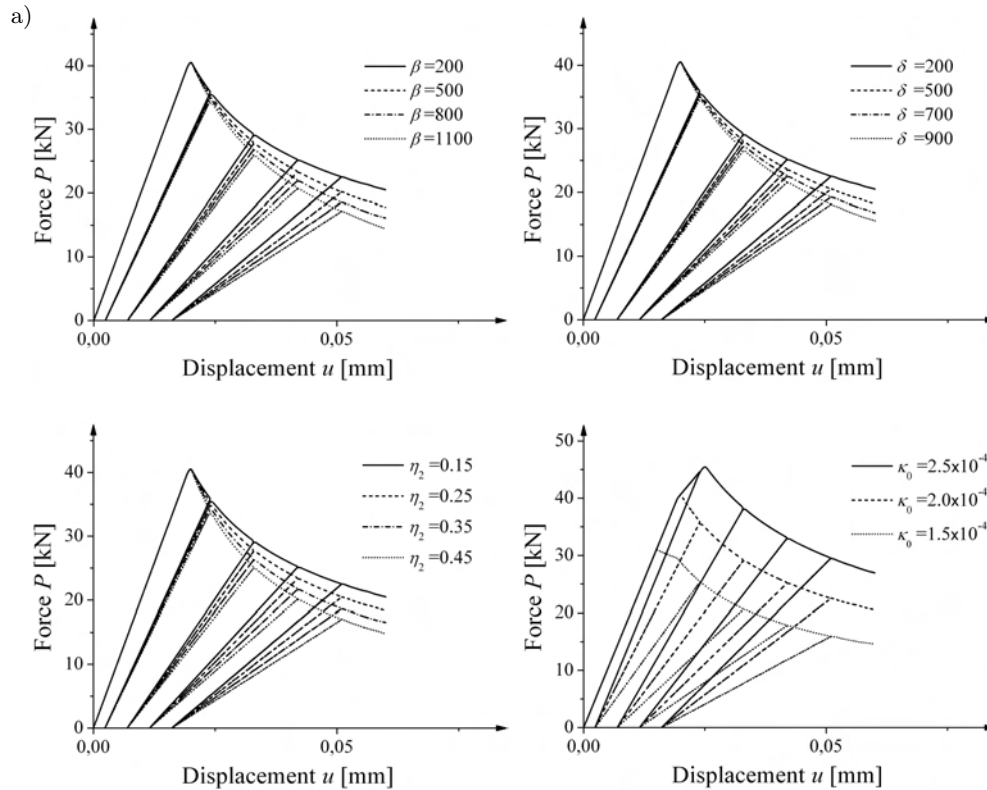 a)
Force P [kN]
40
30
20
10
0
0,00
0,05
Displacement u [mm]
β=200
β=500
β=800
β=1100
Force P [kN]
40
30
20
10
0
0,00
0,05
Displacement u [mm]
δ=200
δ=500
δ=700
δ=900
Force P [kN]
40
30
20
10
0
0,00
0,05
Displacement u [mm]
η₂=0.15
η₂=0.25
η₂=0.35
η₂=0.45
Force P [kN]
50
40
30
20
10
0
0,00
0,05
Displacement u [mm]
κ₀=2.5x10⁻⁴
κ₀=2.0x10⁻⁴
κ₀=1.5x10⁻⁴